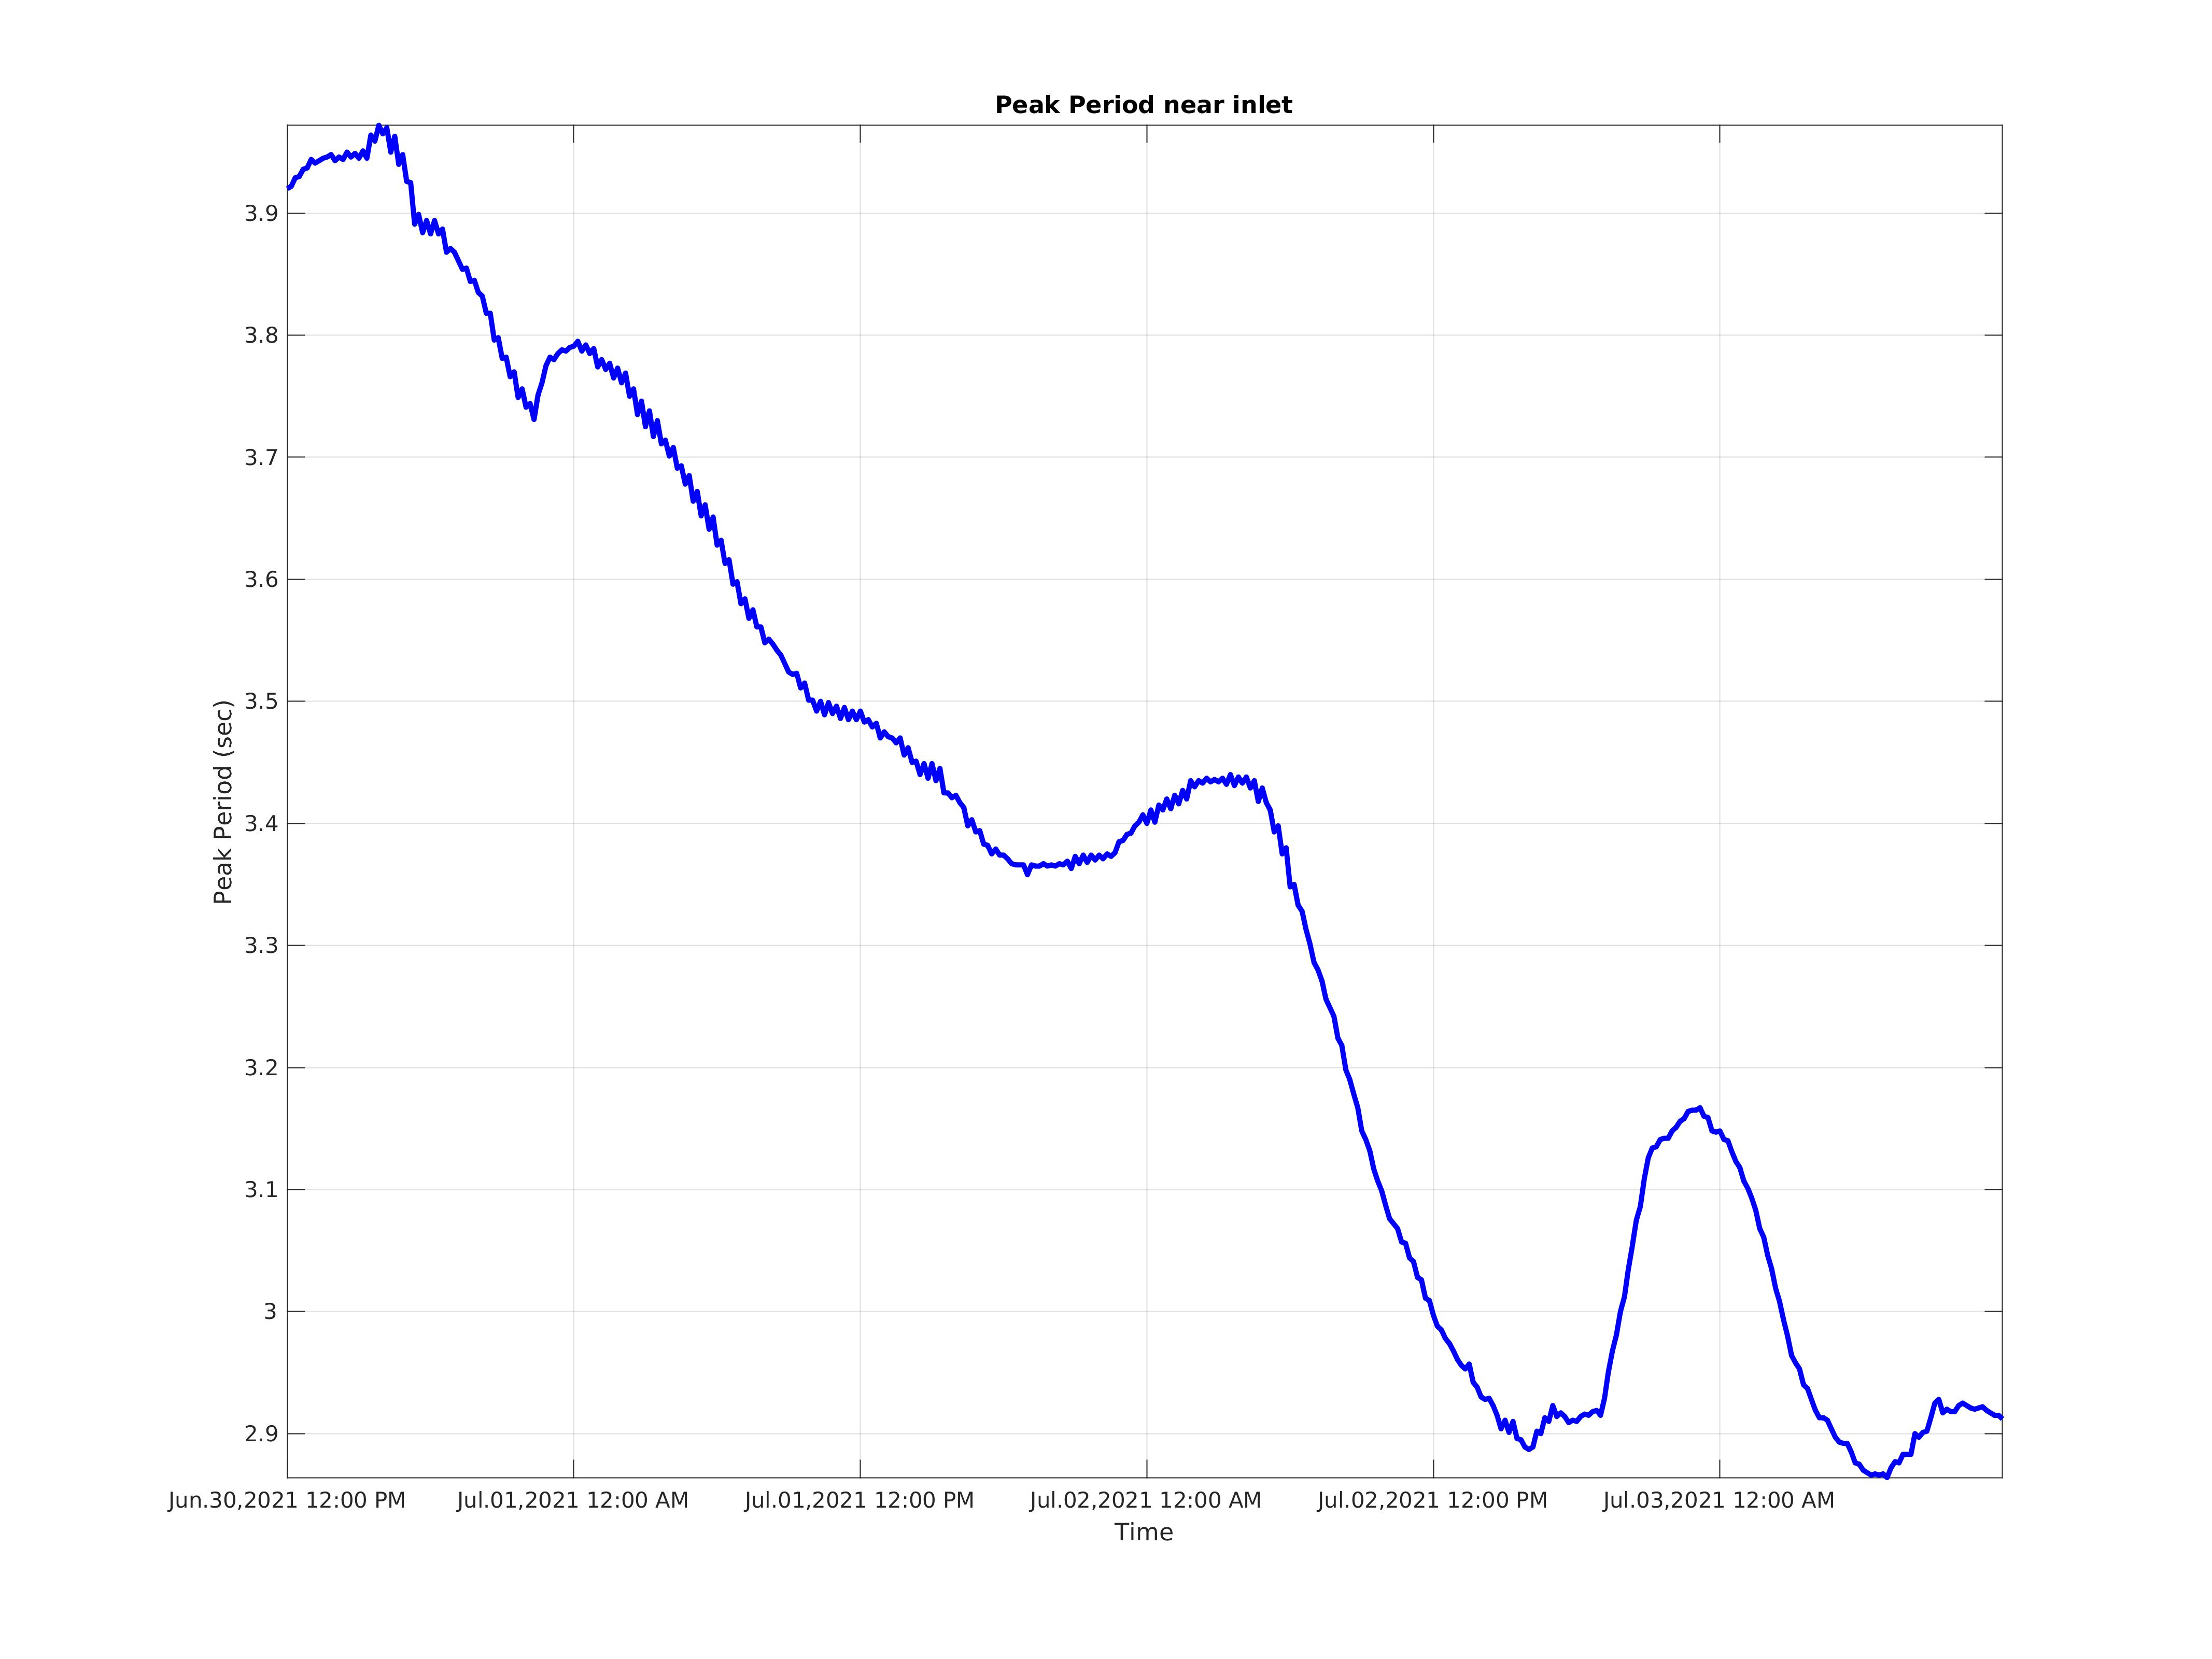 Peak Period near inlet
Peak Period (sec)
3.9
3.8
3.7
3.6
3.5
3.4
3.3
3.2
3.1
3
2.9
Jun.30,2021 12:00 PM
Jul.01,2021 12:00 AM
Jul.01,2021 12:00 PM
Jul.02,2021 12:00 AM
Jul.02,2021 12:00 PM
Jul.03,2021 12:00 AM
Time